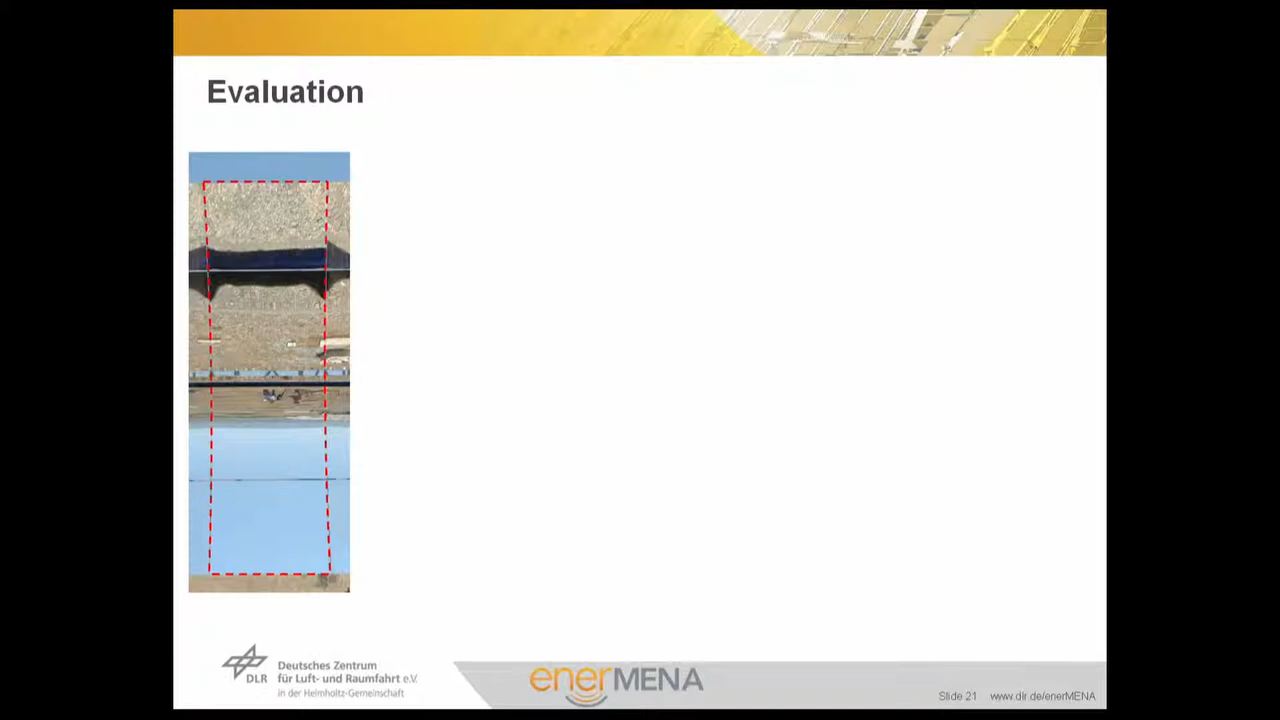 Evaluation
Deutsches Zentrum
DLR für Luft- und Raumfahrt e.V.
in der Helmholtz-Gemeinschaft
enerMENA
Slide 21 www.dlr.de/enerMENA